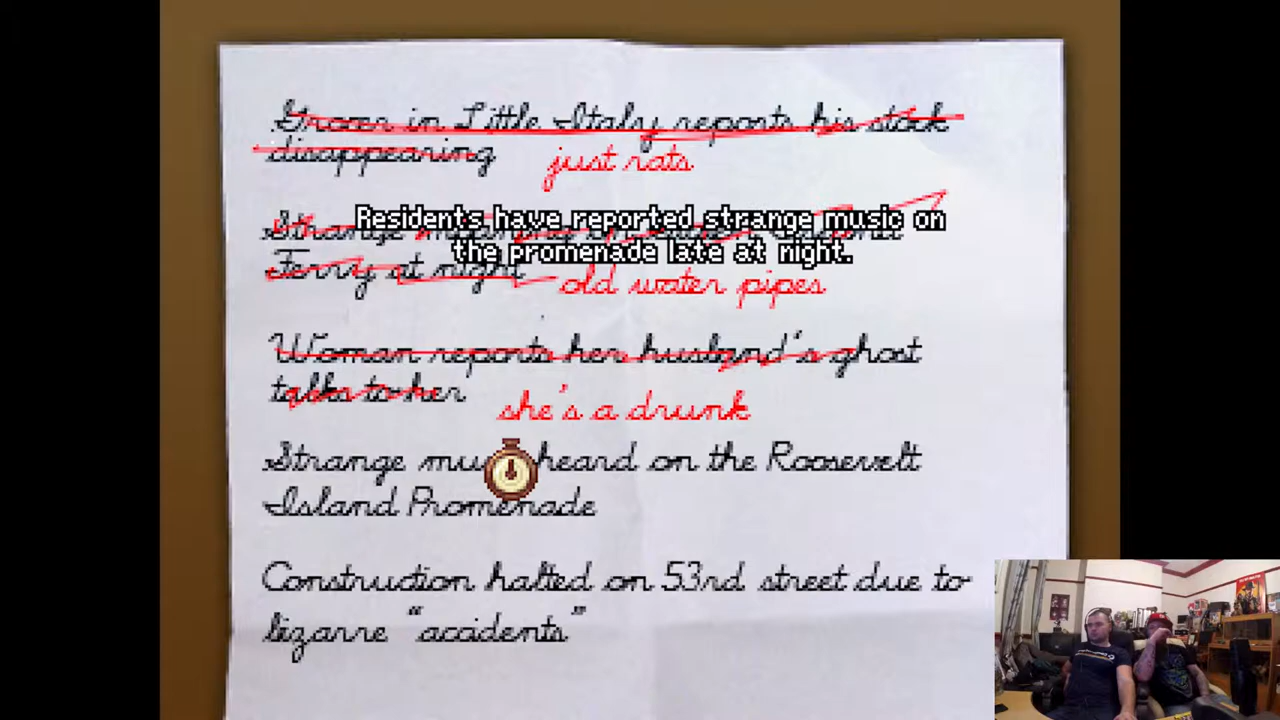 Grocer in Little Italy reports his stock
disappearing just rats
Strange
Residents have reported strange music on
the promenade late at night.
Ferry at night old water pipes
Woman reports her husband's ghost
talks to her she's a drunk
Strange heard on the Roosevelt
Island Promenade
Construction halted on 53rd street due to
bizarre "accidents"